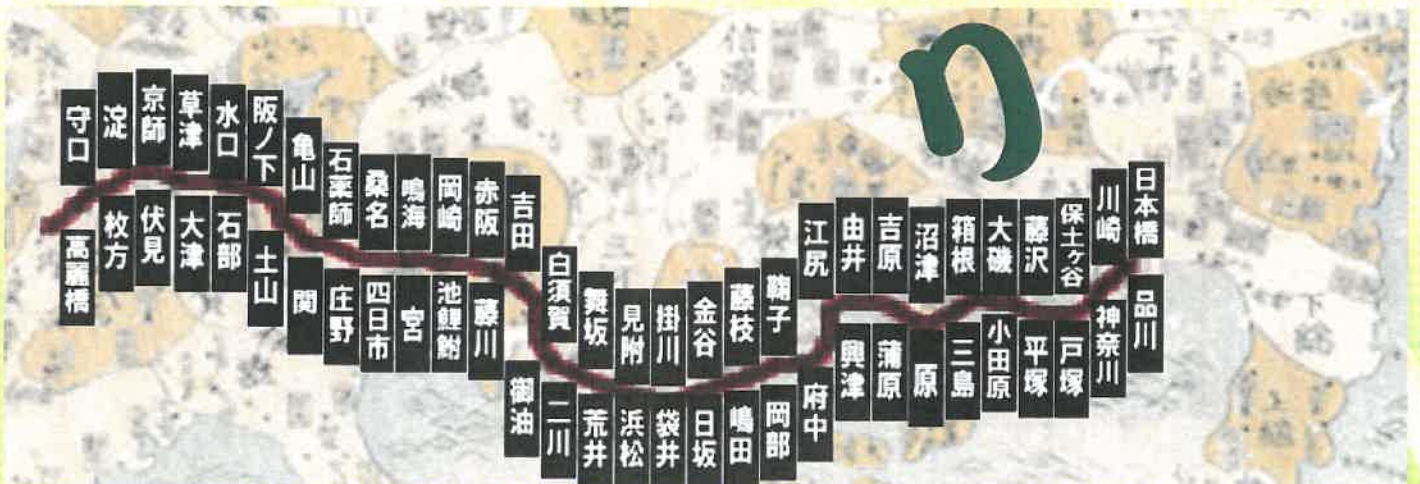 り
日本橋
品川
川崎
神奈川
保土ヶ谷
戸塚
藤沢
平塚
大磯
小田原
箱根
三島
沼津
原
吉原
蒲原
由井
興津
江尻
府中
鞠子
岡部
藤枝
嶋田
金谷
日坂
掛川
袋井
見附
浜松
舞坂
荒井
白須賀
二川
吉田
御油
赤阪
藤川
岡崎
池鯉鮒
鳴海
宮
桑名
四日市
石薬師
庄野
亀山
関
阪ノ下
土山
水口
石部
草津
大津
京師
伏見
淀
枚方
守口
高麗橋